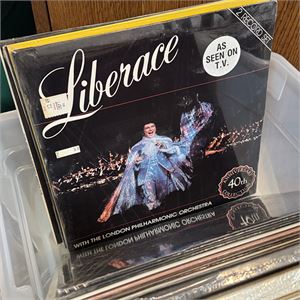 2 RECORD SET
Liberace
AS
SEEN ON
T.V.
40th
WITH THE LONDON PHILHARMONIC ORCHESTRA